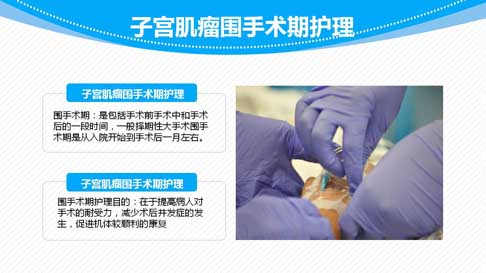 子宫肌瘤围手术期护理
子宫肌瘤围手术期护理
围手术期：是包括手术前手术中和手术
后的一段时间，一般择期性大手术围手
术期是从入院开始到手术后一月左右。
子宫肌瘤围手术期护理
围手术期护理目的：在于提高病人对
手术的耐受力，减少术后并发症的发
生，促进机体较顺利的康复